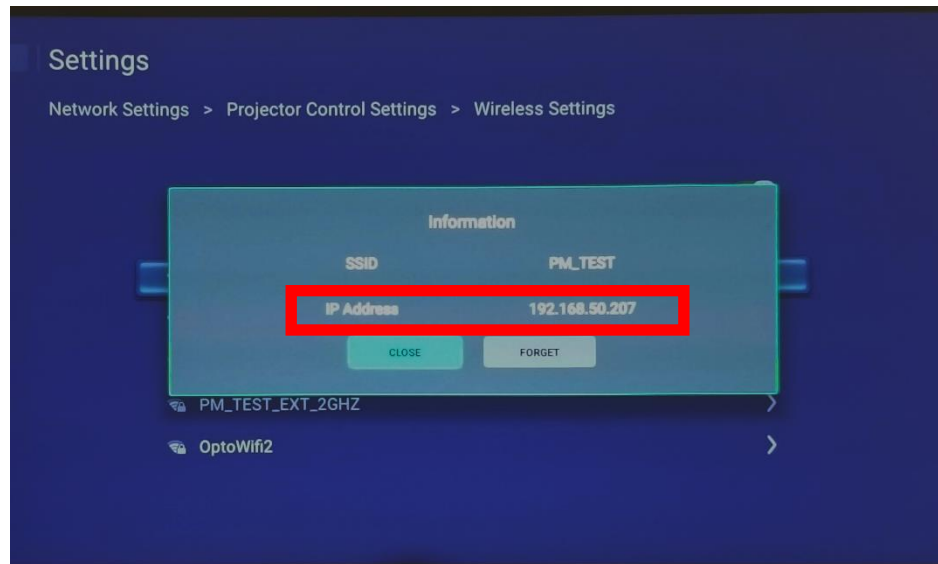 Settings
Network Settings > Projector Control Settings > Wireless Settings
Information
SSID PM_TEST
IP Address 192.168.50.207
CLOSE FORGET
PM_TEST_EXT_2GHZ
OptoWifi2